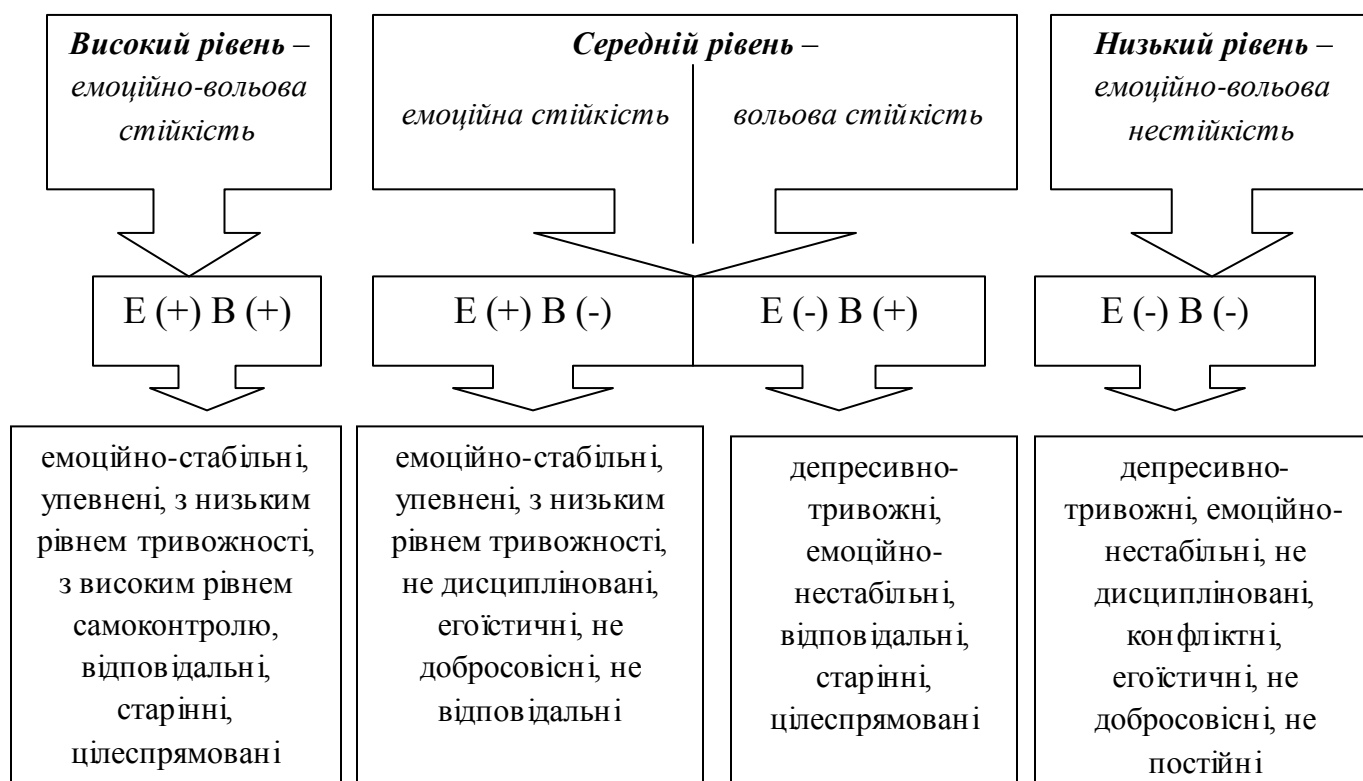 Високий рівень –
емоційно-вольова
стійкість
Середній рівень –
емоційна стійкість
вольова стійкість
Низький рівень –
емоційно-вольова
нестійкість
Е (+) В (+)
Е (+) В (-)
Е (-) В (+)
Е (-) В (-)
емоційно-стабільні,
упевнені, з низьким
рівнем тривожності,
з високим рівнем
самоконтролю,
відповідальні,
старінні,
цілеспрямовані
емоційно-стабільні,
упевнені, з низьким
рівнем тривожності,
не дисципліновані,
егоїстичні, не
добросовісні, не
відповідальні
депресивно-
тривожні,
емоційно-
нестабільні,
відповідальні,
старінні,
цілеспрямовані
депресивно-
тривожні, емоційно-
нестабільні, не
дисципліновані,
конфліктні,
егоїстичні, не
добросовісні, не
постійні